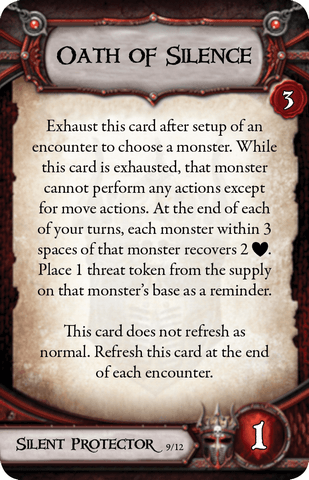 Oath of Silence
3
Exhaust this card after setup of an
encounter to choose a monster. While
this card is exhausted, that monster
cannot perform any actions except
for move actions. At the end of each
of your turns, each monster within 3
spaces of that monster recovers 2 ♥.
Place 1 threat token from the supply
on that monster's base as a reminder.
This card does not refresh as
normal. Refresh this card at the end
of each encounter.
Silent Protector 9/12
1